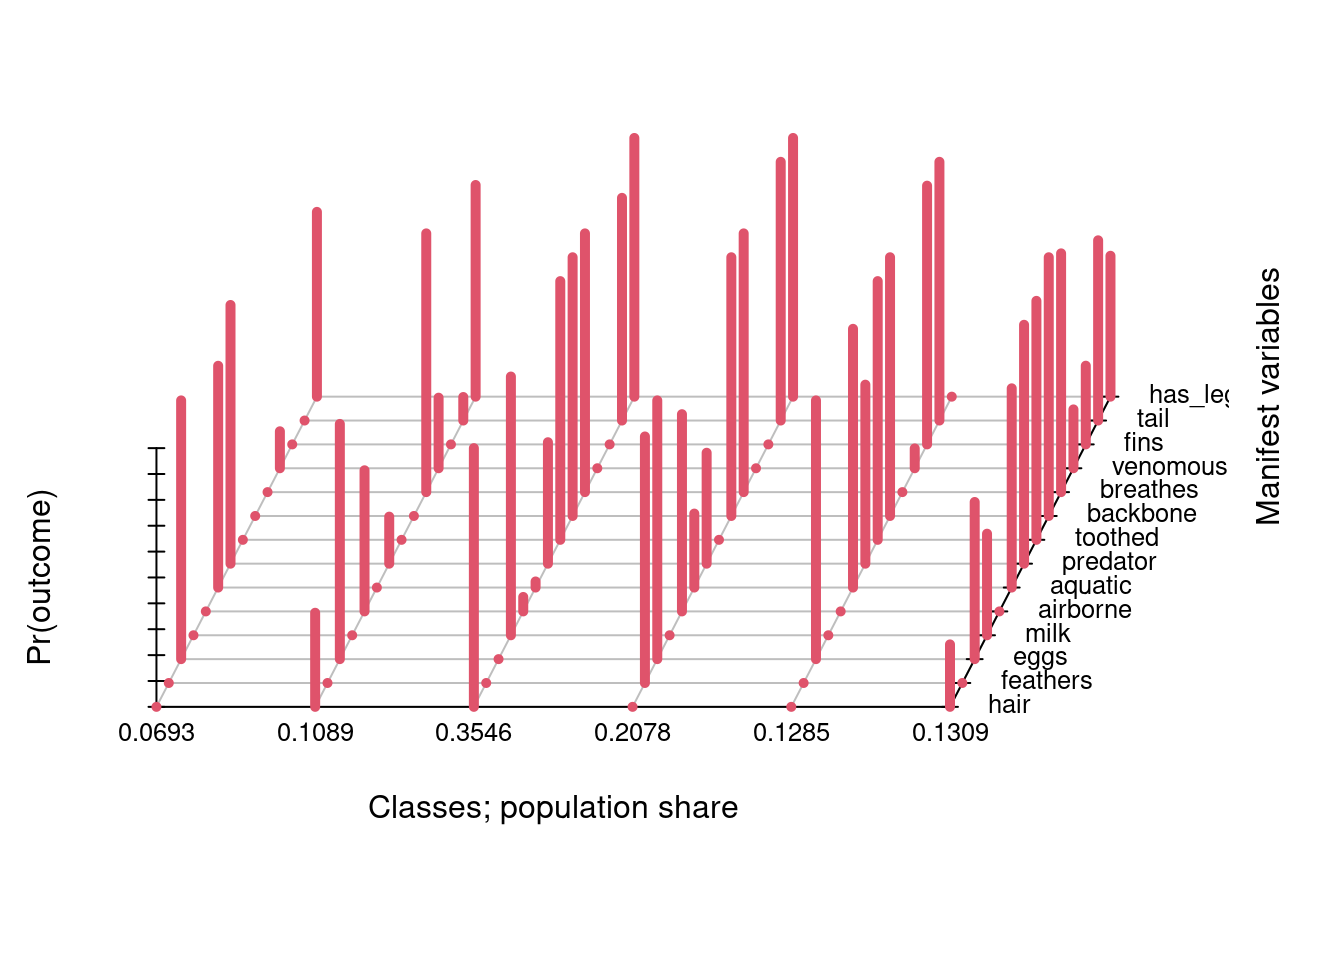 has_leg
tail
fins
venomous
breathes
backbone
toothed
predator
aquatic
airborne
milk
eggs
feathers
hair
Manifest variables
Pr(outcome)
0.0693 0.1089 0.3546 0.2078 0.1285 0.1309
Classes; population share